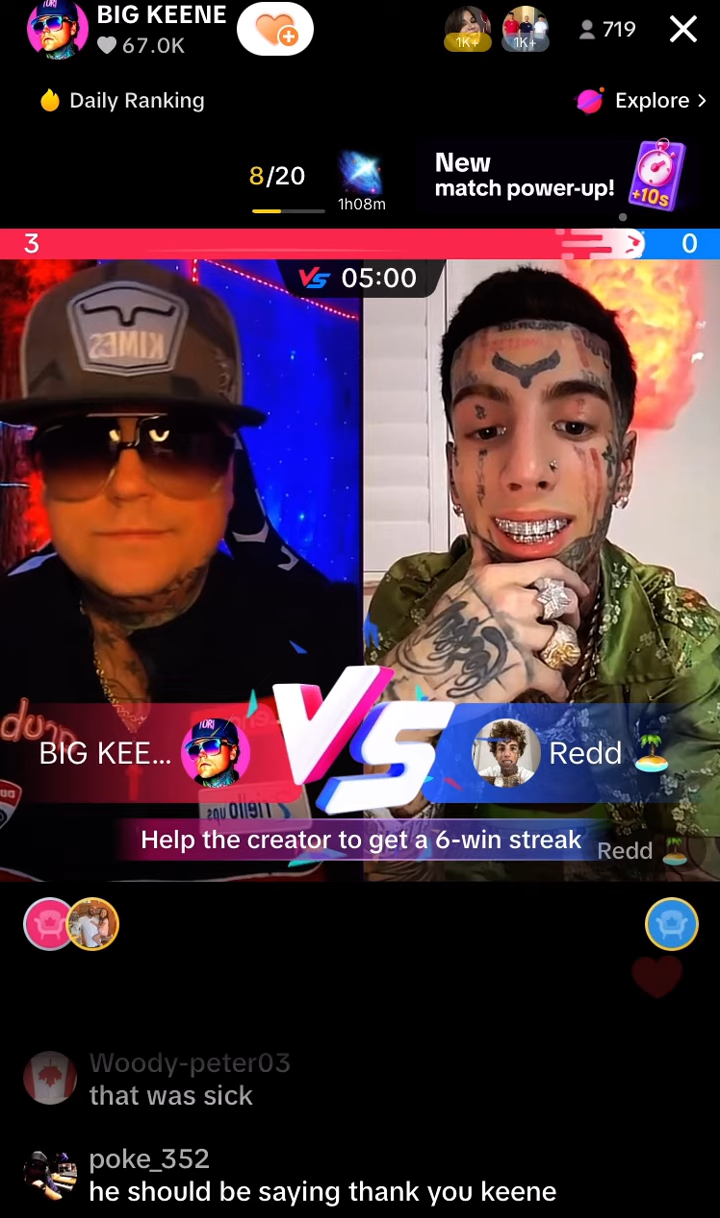 BIG KEENE
67.0K
1K+
1K+
719
Daily Ranking
Explore >
8/20
1h08m
New
match power-up!
+10s
3
0
VS 05:00
KIMES
BIG KEE...
VS
Redd 🏝️
Help the creator to get a 6-win streak
Redd 🏝️
Woody-peter03
that was sick
poke_352
he should be saying thank you keene